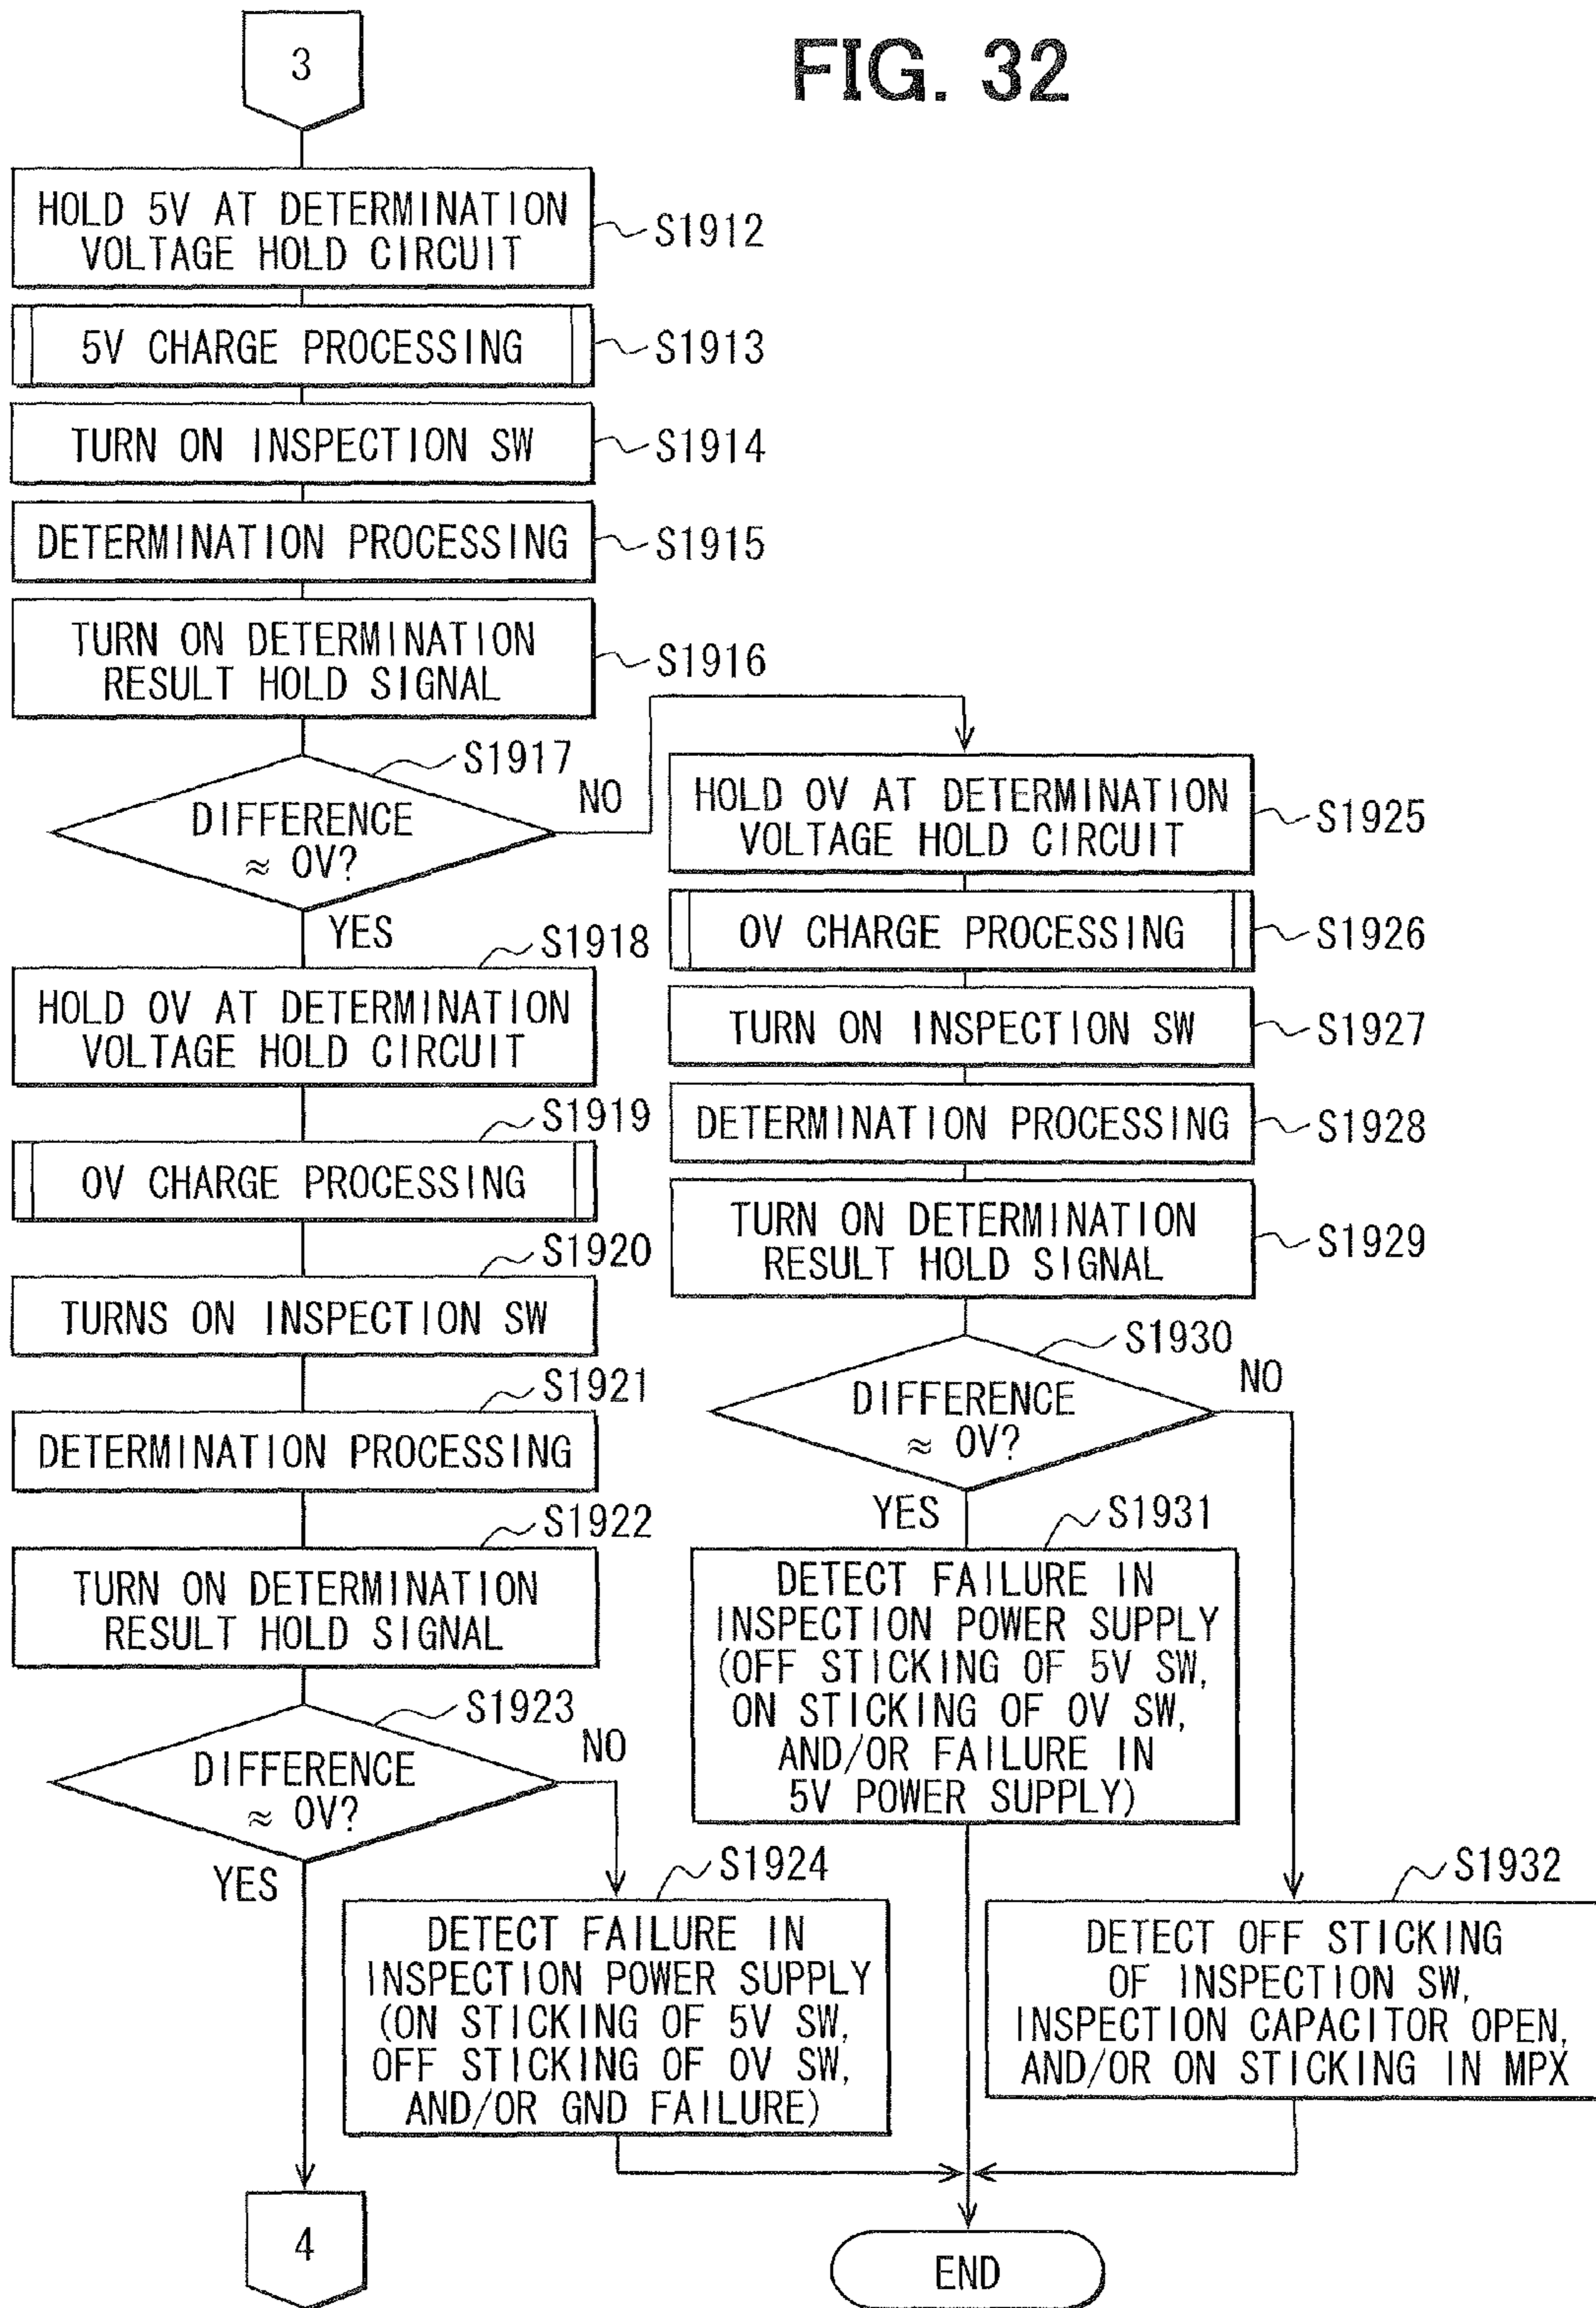 FIG. 32
3
HOLD 5V AT DETERMINATION
VOLTAGE HOLD CIRCUIT
S1912
5V CHARGE PROCESSING
S1913
TURN ON INSPECTION SW
S1914
DETERMINATION PROCESSING
S1915
TURN ON DETERMINATION
RESULT HOLD SIGNAL
S1916
S1917
DIFFERENCE
≈ 0V?
NO
YES
S1918
HOLD 0V AT DETERMINATION
VOLTAGE HOLD CIRCUIT
S1919
0V CHARGE PROCESSING
S1920
TURNS ON INSPECTION SW
S1921
DETERMINATION PROCESSING
S1922
TURN ON DETERMINATION
RESULT HOLD SIGNAL
S1923
DIFFERENCE
≈ 0V?
NO
YES
S1924
DETECT FAILURE IN
INSPECTION POWER SUPPLY
(ON STICKING OF 5V SW,
OFF STICKING OF 0V SW,
AND/OR GND FAILURE)
4
HOLD 0V AT DETERMINATION
VOLTAGE HOLD CIRCUIT
S1925
0V CHARGE PROCESSING
S1926
TURN ON INSPECTION SW
S1927
DETERMINATION PROCESSING
S1928
TURN ON DETERMINATION
RESULT HOLD SIGNAL
S1929
S1930
DIFFERENCE
≈ 0V?
NO
YES
S1931
DETECT FAILURE IN
INSPECTION POWER SUPPLY
(OFF STICKING OF 5V SW,
ON STICKING OF 0V SW,
AND/OR FAILURE IN
5V POWER SUPPLY)
S1932
DETECT OFF STICKING
OF INSPECTION SW,
INSPECTION CAPACITOR OPEN,
AND/OR ON STICKING IN MPX
END